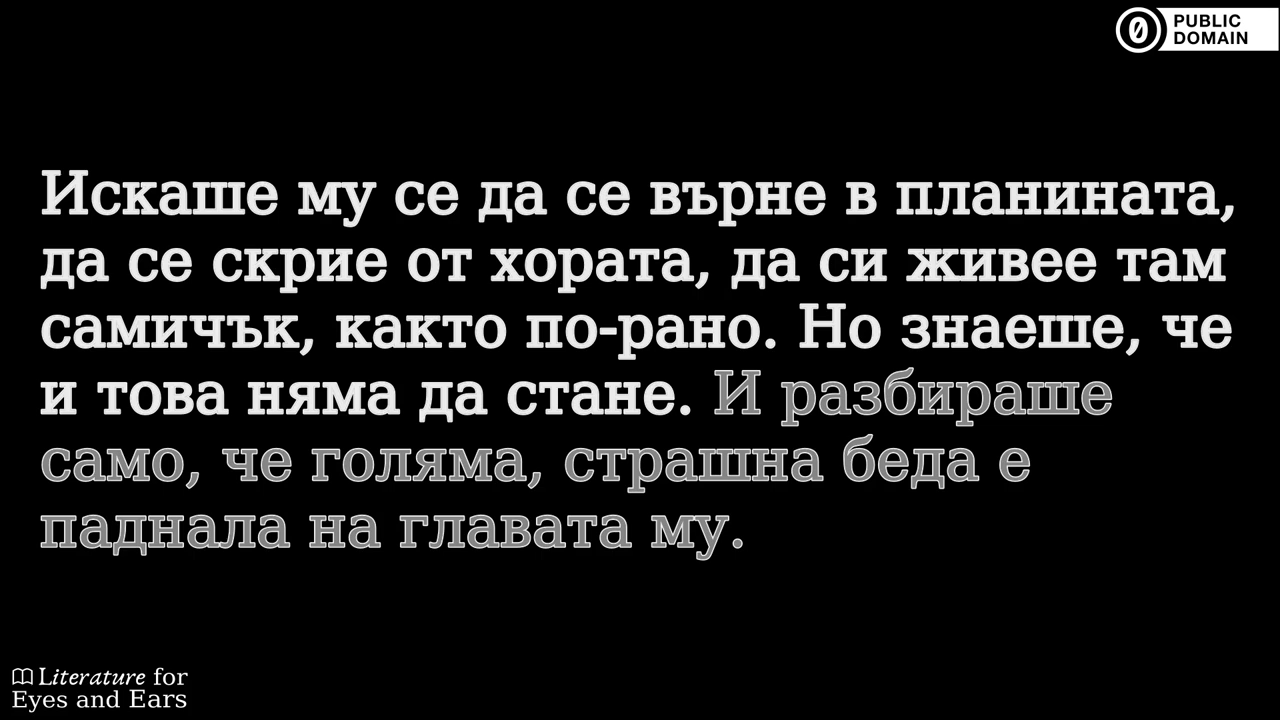 PUBLIC
DOMAIN
Искаше му се да се върне в планината,
да се скрие от хората, да си живее там
самичък, както по-рано. Но знаеше, че
и това няма да стане. И разбираше
само, че голяма, страшна беда е
паднала на главата му.
Literature for
Eyes and Ears